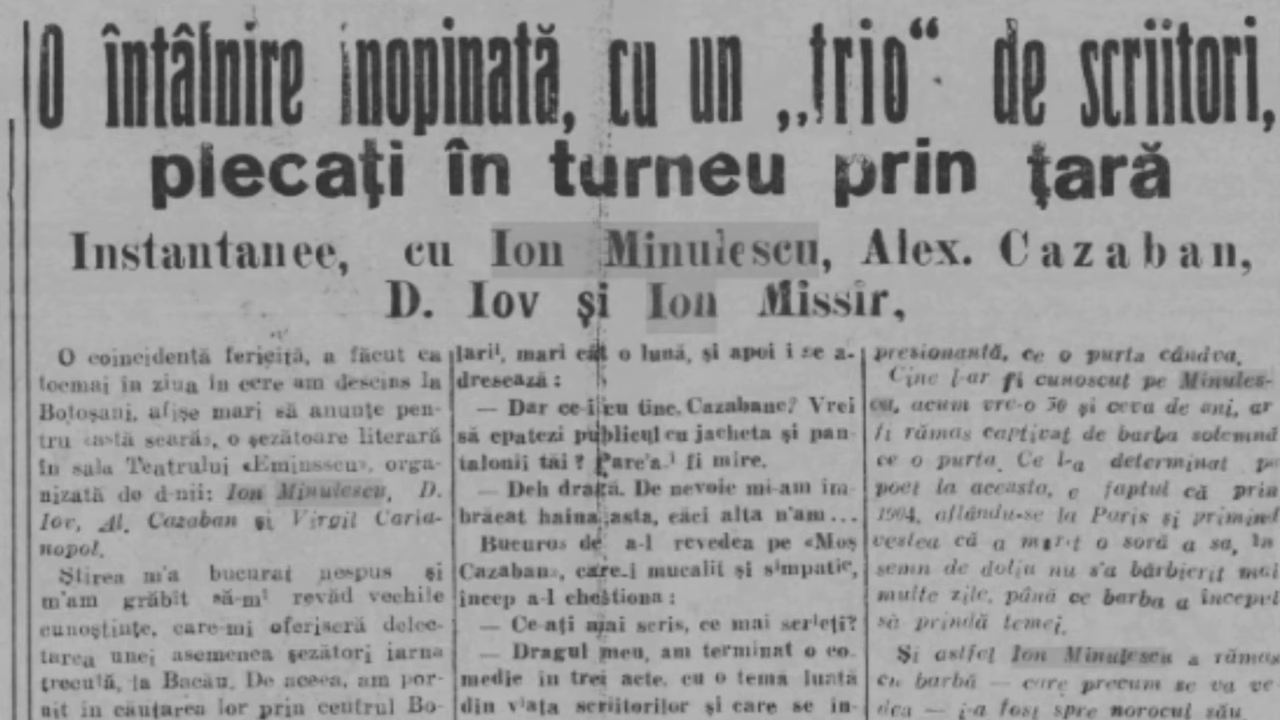 O întâlnire inopinată, cu un „trio“ de scriitori,
plecați în turneu prin țară
Instantanee, cu Ion Minulescu, Alex. Cazaban,
D. Iov și Ion Missir,
O coincidență fericită, a făcut ca
tocmai în ziua în cere am descins la
Botoșani, afișe mari să anunțe pen-
tru astă seară, o șezătoare literară
în sala Teatrului «Eminsscu», orga-
nizată de d-nii: Ion Minulescu, D.
Iov, Al. Cazaban și Virgil Caria-
nopol.
Știrea m'a bucurat nespus și
m'am grăbit să-mi revăd vechile
cunoștințe, care-mi oferiseră delec-
tarea unei asemenea șezători iarna
trecută, la Bacău. De aceea, am por-
nit în căutarea lor prin centrul Bo-
lari, mari cât o lună, și apoi i se a-
dresează:
— Dar ce-i cu tine, Cazabane? Vrei
să epatezi publicul cu jacheta și pan-
talonii tăi? Pare'a-i fi mire.
— Deh dragă. De nevoie mi-am îm-
brăcat haina asta, căci alta n'am...
Bucuros de a-l revedea pe «Moș
Cazaban», care-i mucalit și simpatic,
încep a-l chestiona:
— Ce-ați mai scris, ce mai scrieți?
— Dragul meu, am terminat o co-
medie în trei acte, cu o temă luată
din viața scriitorilor și care se in-
presionantă, ce o purta cândva.
Cine l-ar fi cunoscut pe Minules-
cu, acum vre-o 30 și ceva de ani, ar
fi rămas captivat de barba solemnă
ce o purta. Ce l-a determinat pe
poet la aceasta, e faptul că prin
1904, aflându-se la Paris și primind
vestea că a murit o soră a sa, în
semn de doliu nu s'a bărbierit mai
multe zile, până ce barba a început
să prindă temei.
Și astfel Ion Minulescu a rămas
cu barbă — care precum se va ve-
dea — i-a fost spre norocul său